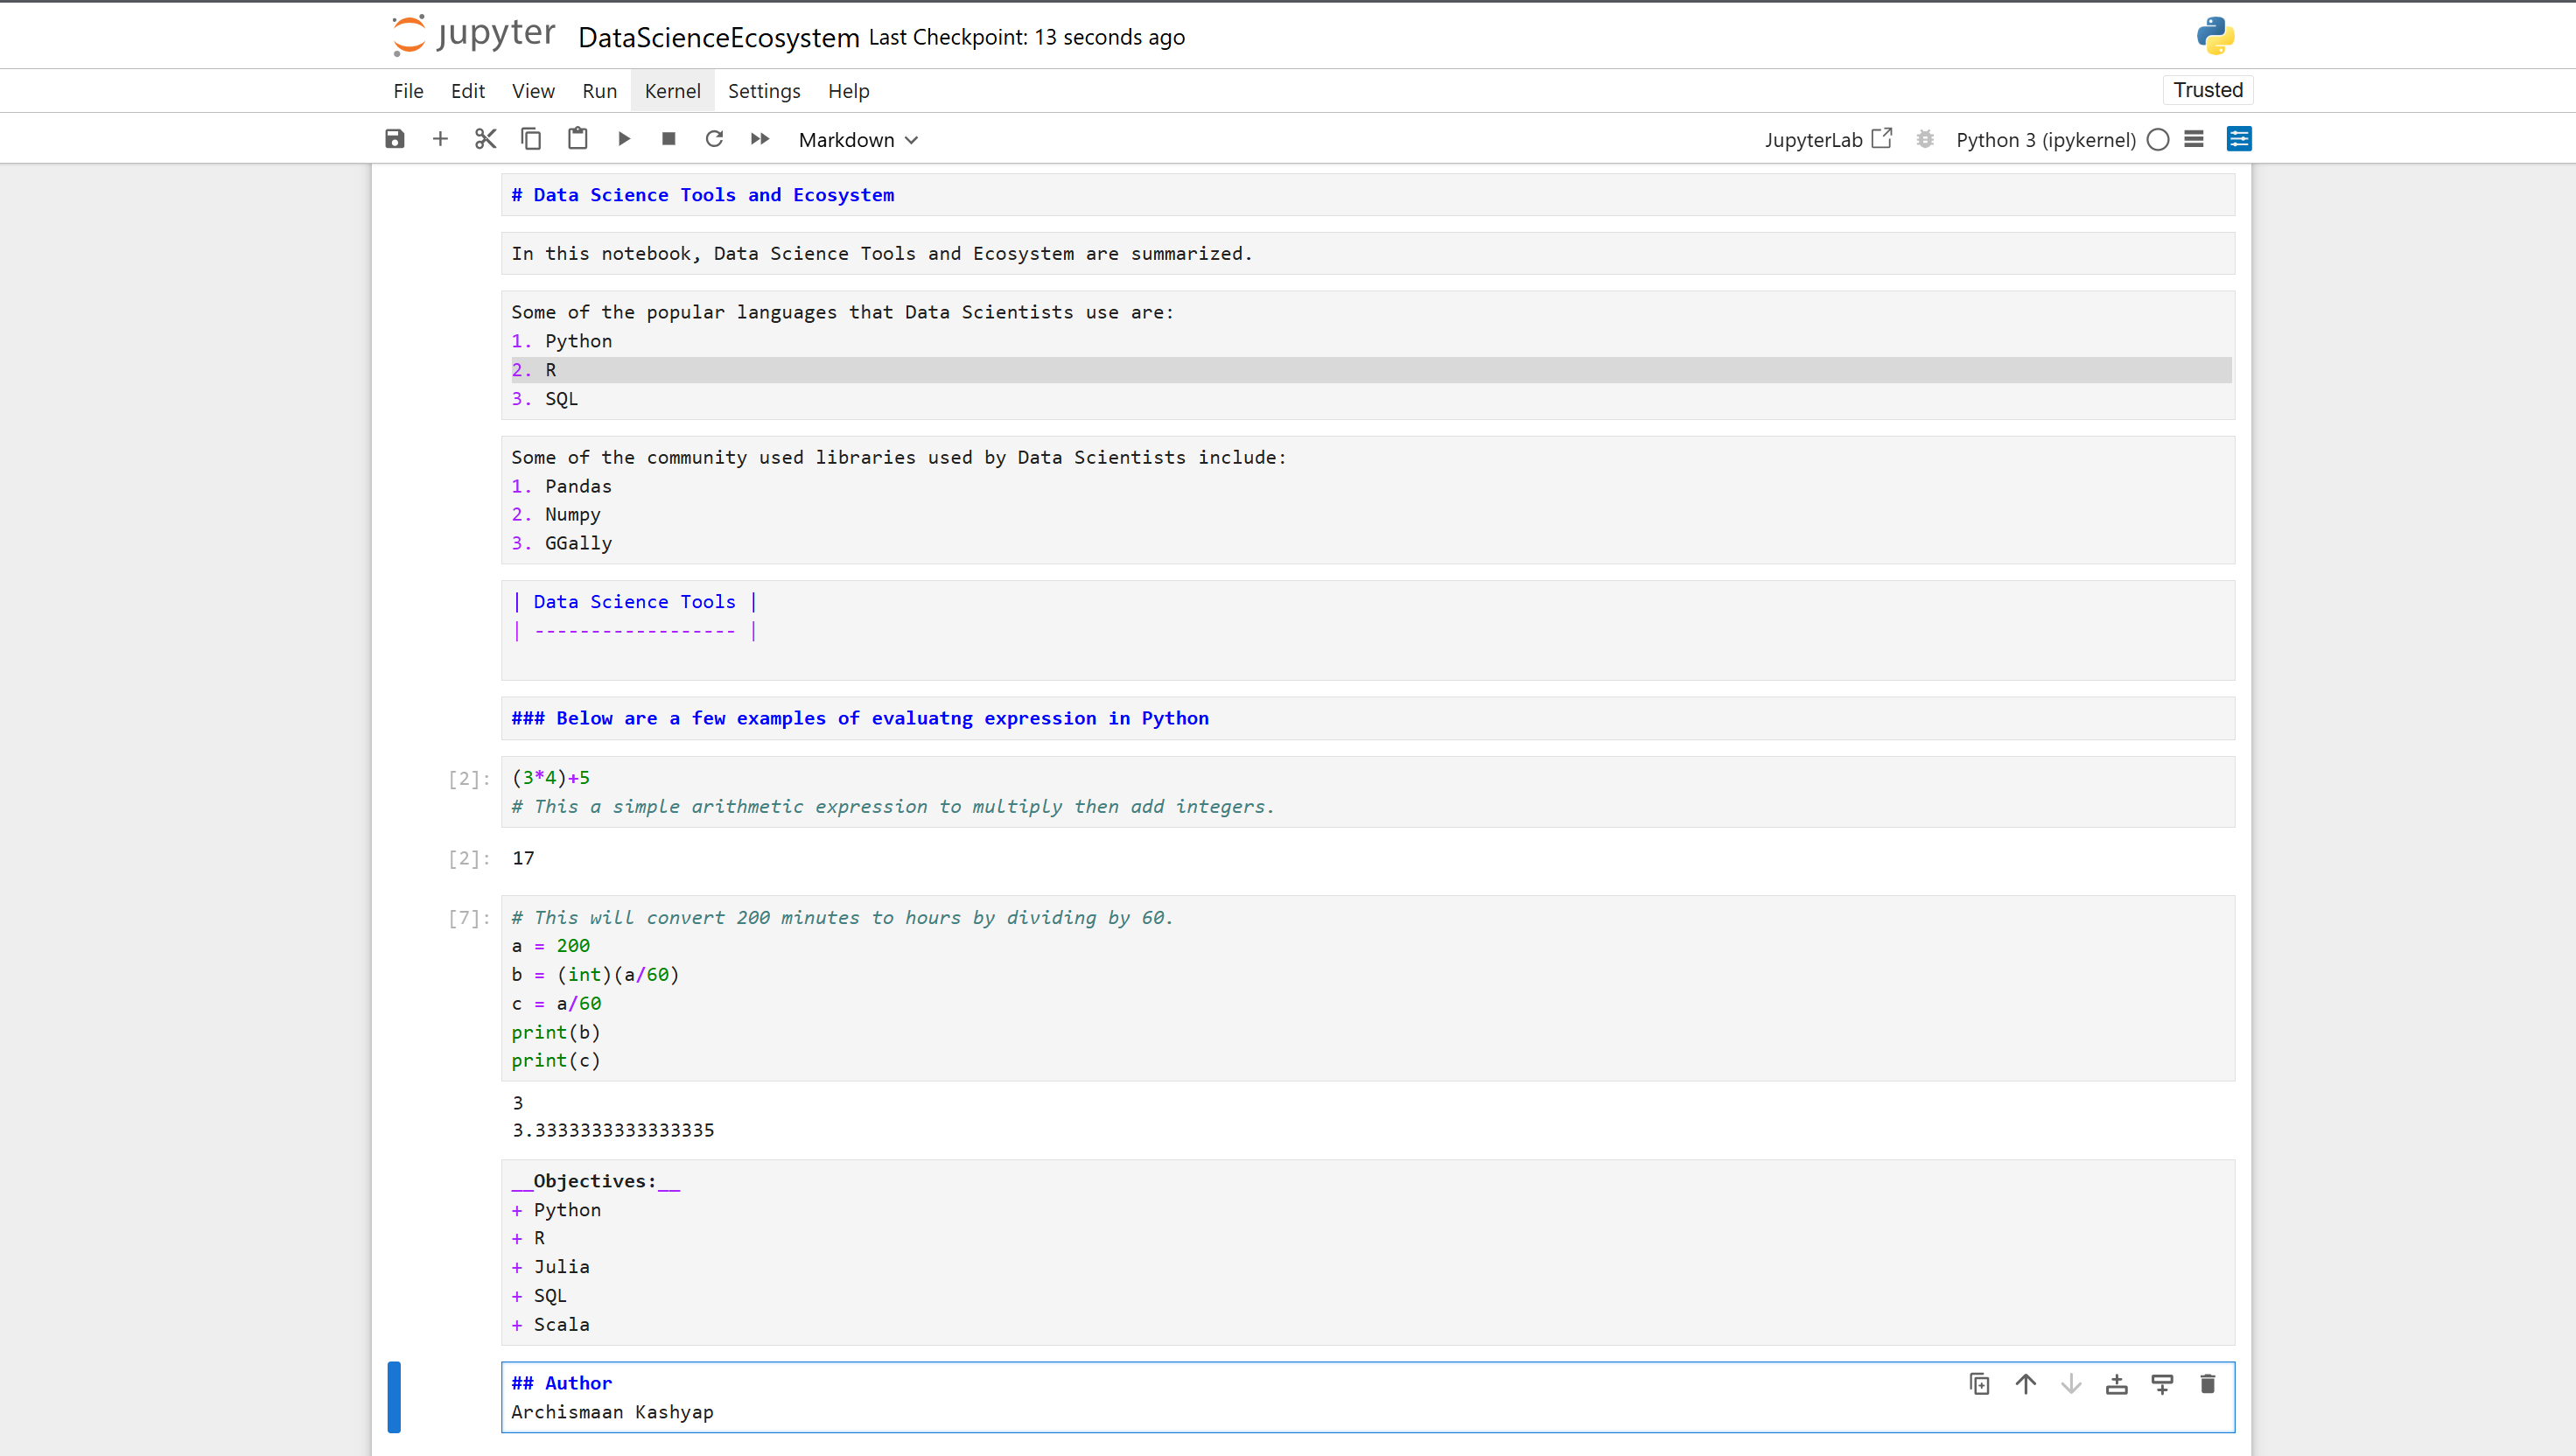 jupyter DataScienceEcosystem Last Checkpoint: 13 seconds ago
File Edit View Run Kernel Settings Help Trusted
Markdown JupyterLab Python 3 (ipykernel)
# Data Science Tools and Ecosystem
In this notebook, Data Science Tools and Ecosystem are summarized.
Some of the popular languages that Data Scientists use are:
1. Python
2. R
3. SQL
Some of the community used libraries used by Data Scientists include:
1. Pandas
2. Numpy
3. GGally
| Data Science Tools |
| ------------------ |
### Below are a few examples of evaluatng expression in Python
[2]: (3*4)+5
# This a simple arithmetic expression to multiply then add integers.
[2]: 17
[7]: # This will convert 200 minutes to hours by dividing by 60.
a = 200
b = (int)(a/60)
c = a/60
print(b)
print(c)
3
3.3333333333333335
__Objectives:__
+ Python
+ R
+ Julia
+ SQL
+ Scala
## Author
Archismaan Kashyap